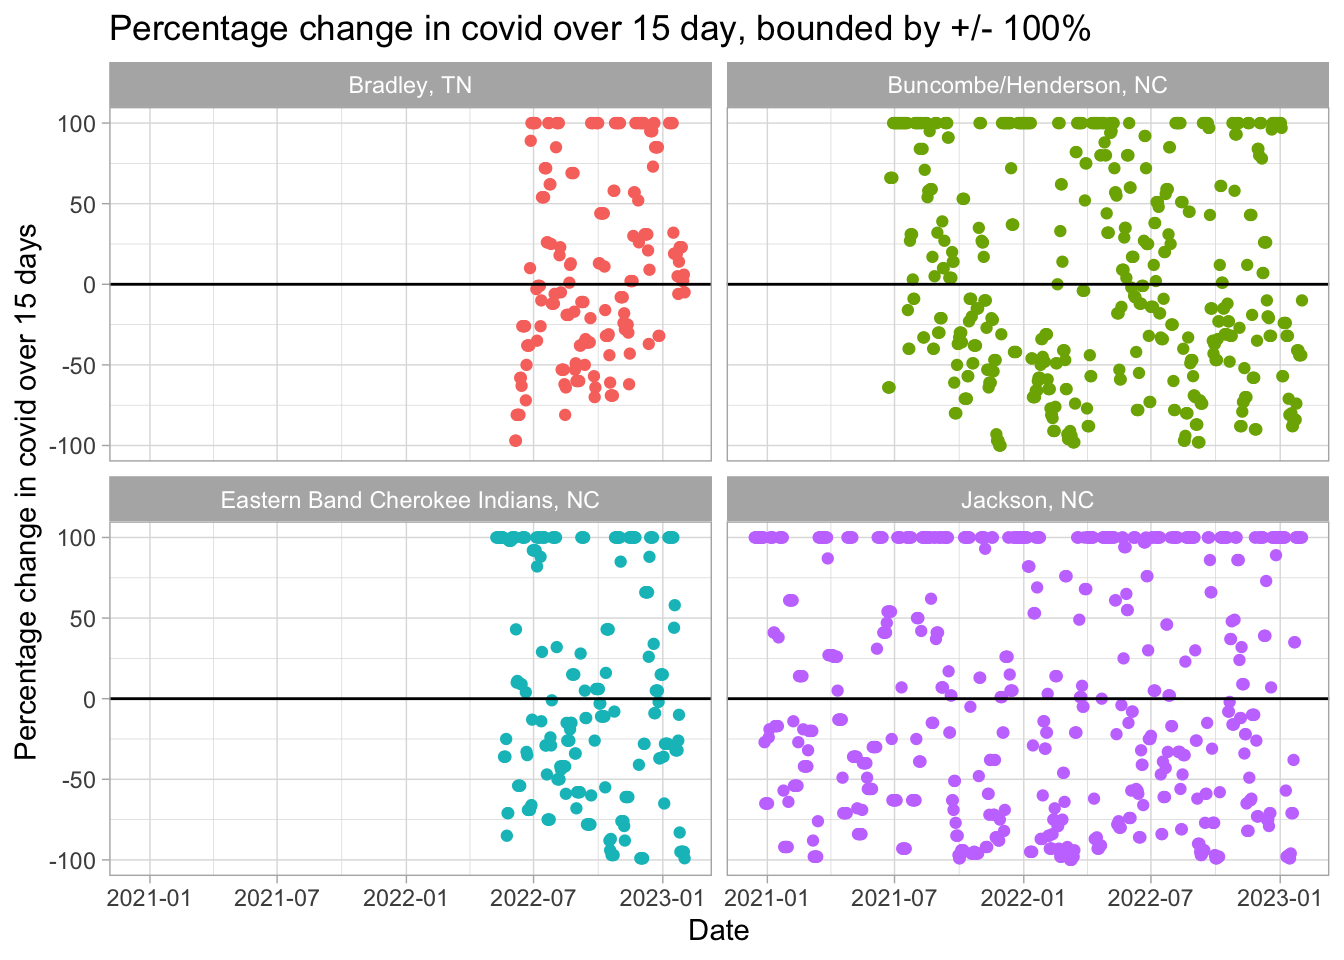 Percentage change in covid over 15 day, bounded by +/- 100%
Bradley, TN
Buncombe/Henderson, NC
100
50
0
-50
-100
Eastern Band Cherokee Indians, NC
Jackson, NC
100
50
0
-50
-100
Percentage change in covid over 15 days
2021-01 2021-07 2022-01 2022-07 2023-01
2021-01 2021-07 2022-01 2022-07 2023-01
Date